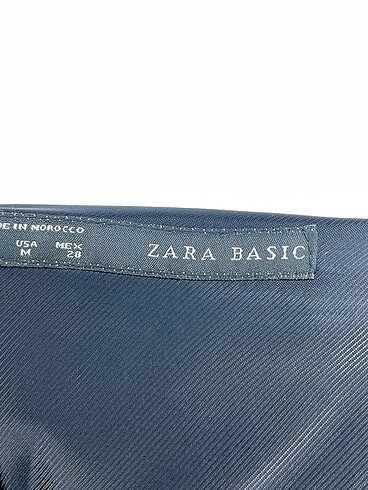 DE IN MOROCCO
USA MEX
M 28
ZARA BASIC